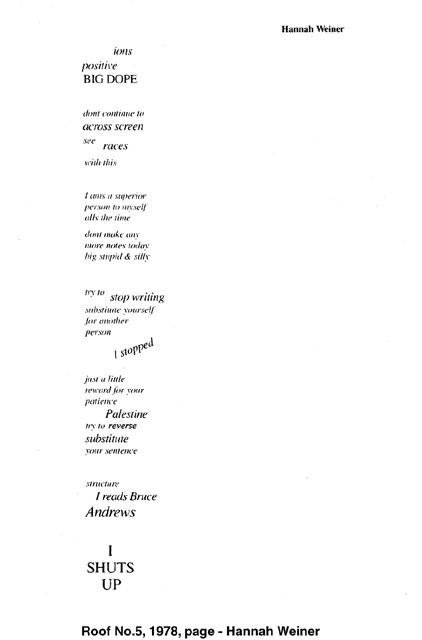 Hannah Weiner
ions
positive
BIG DOPE
dont continue to
across screen
see races
with this
I ams a superior
person to myself
alls the time
dont make any
more notes today
big stupid & silly
try to stop writing
substitute yourself
for another
person
I stopped
just a little
reward for your
patience
Palestine
try to reverse
substitute
your sentence
structure
I reads Bruce
Andrews
I
SHUTS
UP
Roof No.5, 1978, page - Hannah Weiner